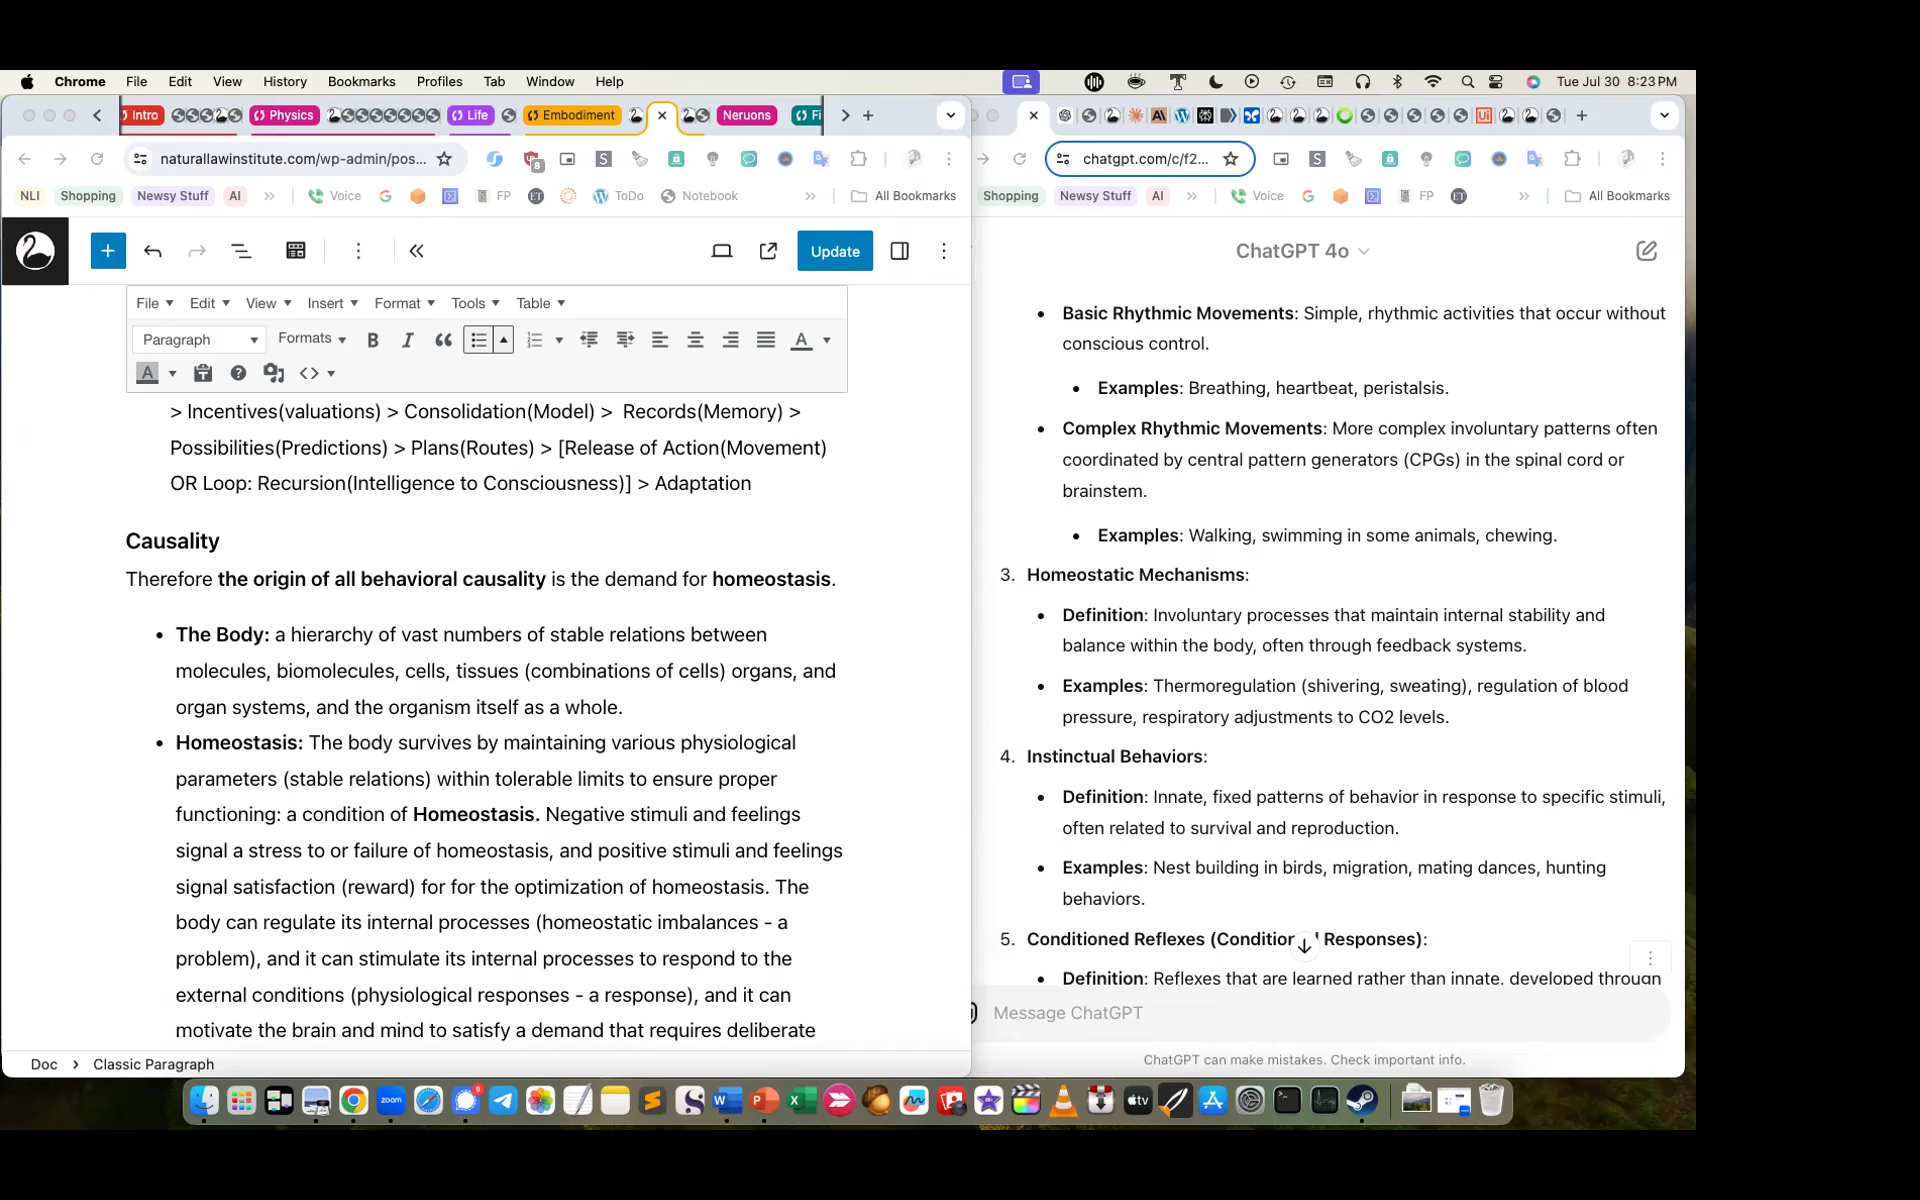 Chrome File Edit View History Bookmarks Profiles Tab Window Help
Tue Jul 30 8:23 PM
Intro Physics Life Embodiment Neruons Fi
naturallawinstitute.com/wp-admin/pos...
8
NLI Shopping Newsy Stuff AI » Voice FP ET ToDo Notebook » All Bookmarks
Update
File Edit View Insert Format Tools Table
Paragraph Formats B I
> Incentives(valuations) > Consolidation(Model) > Records(Memory) >
Possibilities(Predictions) > Plans(Routes) > [Release of Action(Movement)
OR Loop: Recursion(Intelligence to Consciousness)] > Adaptation
Causality
Therefore the origin of all behavioral causality is the demand for homeostasis.
• The Body: a hierarchy of vast numbers of stable relations between
molecules, biomolecules, cells, tissues (combinations of cells) organs, and
organ systems, and the organism itself as a whole.
• Homeostasis: The body survives by maintaining various physiological
parameters (stable relations) within tolerable limits to ensure proper
functioning: a condition of Homeostasis. Negative stimuli and feelings
signal a stress to or failure of homeostasis, and positive stimuli and feelings
signal satisfaction (reward) for for the optimization of homeostasis. The
body can regulate its internal processes (homeostatic imbalances - a
problem), and it can stimulate its internal processes to respond to the
external conditions (physiological responses - a response), and it can
motivate the brain and mind to satisfy a demand that requires deliberate
Doc > Classic Paragraph
chatgpt.com/c/f2...
Shopping Newsy Stuff AI » Voice FP ET » All Bookmarks
ChatGPT 4o
• Basic Rhythmic Movements: Simple, rhythmic activities that occur without
conscious control.
• Examples: Breathing, heartbeat, peristalsis.
• Complex Rhythmic Movements: More complex involuntary patterns often
coordinated by central pattern generators (CPGs) in the spinal cord or
brainstem.
• Examples: Walking, swimming in some animals, chewing.
3. Homeostatic Mechanisms:
• Definition: Involuntary processes that maintain internal stability and
balance within the body, often through feedback systems.
• Examples: Thermoregulation (shivering, sweating), regulation of blood
pressure, respiratory adjustments to CO2 levels.
4. Instinctual Behaviors:
• Definition: Innate, fixed patterns of behavior in response to specific stimuli,
often related to survival and reproduction.
• Examples: Nest building in birds, migration, mating dances, hunting
behaviors.
5. Conditioned Reflexes (Conditional Responses):
• Definition: Reflexes that are learned rather than innate, developed through
Message ChatGPT
ChatGPT can make mistakes. Check important info.
zoom
tv